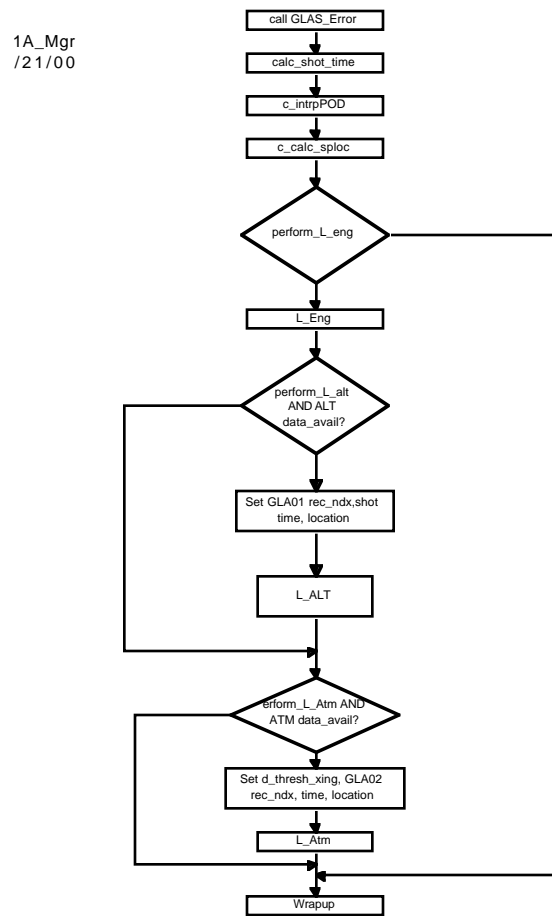 1A_Mgr
/21/00
call GLAS_Error
calc_shot_time
c_intrpPOD
c_calc_sploc
perform_L_eng
L_Eng
perform_L_alt
AND ALT
data_avail?
Set GLA01 rec_ndx,shot
time, location
L_ALT
erform_L_Atm AND
ATM data_avail?
Set d_thresh_xing, GLA02
rec_ndx, time, location
L_Atm
Wrapup